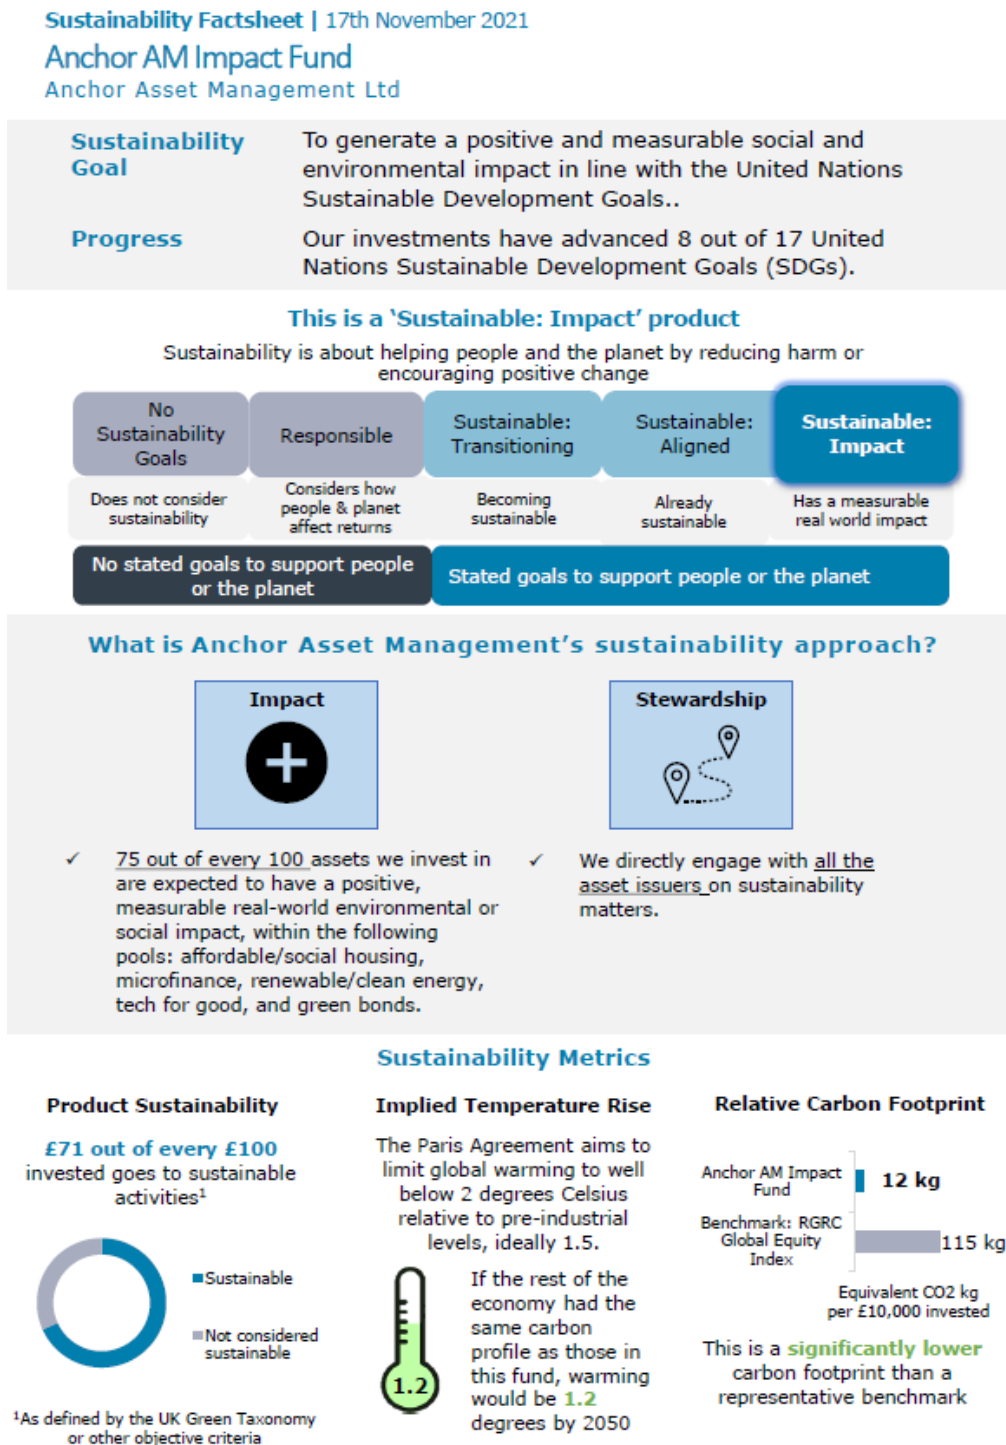 Sustainability Factsheet | 17th November 2021
Anchor AM Impact Fund
Anchor Asset Management Ltd
Sustainability
Goal
To generate a positive and measurable social and
environmental impact in line with the United Nations
Sustainable Development Goals..
Progress
Our investments have advanced 8 out of 17 United
Nations Sustainable Development Goals (SDGs).
This is a ‘Sustainable: Impact’ product
Sustainability is about helping people and the planet by reducing harm or
encouraging positive change
No
Sustainability
Goals
Responsible
Sustainable:
Transitioning
Sustainable:
Aligned
Sustainable:
Impact
Does not consider
sustainability
Considers how
people & planet
affect returns
Becoming
sustainable
Already
sustainable
Has a measurable
real world impact
No stated goals to support people
or the planet
Stated goals to support people or the planet
What is Anchor Asset Management’s sustainability approach?
Impact
Stewardship
✓ 75 out of every 100 assets we invest in
are expected to have a positive,
measurable real-world environmental or
social impact, within the following
pools: affordable/social housing,
microfinance, renewable/clean energy,
tech for good, and green bonds.
✓ We directly engage with all the
asset issuers on sustainability
matters.
Sustainability Metrics
Product Sustainability
£71 out of every £100
invested goes to sustainable
activities¹
Sustainable
Not considered
sustainable
¹As defined by the UK Green Taxonomy
or other objective criteria
Implied Temperature Rise
The Paris Agreement aims to
limit global warming to well
below 2 degrees Celsius
relative to pre-industrial
levels, ideally 1.5.
1.2
If the rest of the
economy had the
same carbon
profile as those in
this fund, warming
would be 1.2
degrees by 2050
Relative Carbon Footprint
Anchor AM Impact
Fund
12 kg
Benchmark: RGRC
Global Equity
Index
115 kg
Equivalent CO2 kg
per £10,000 invested
This is a significantly lower
carbon footprint than a
representative benchmark